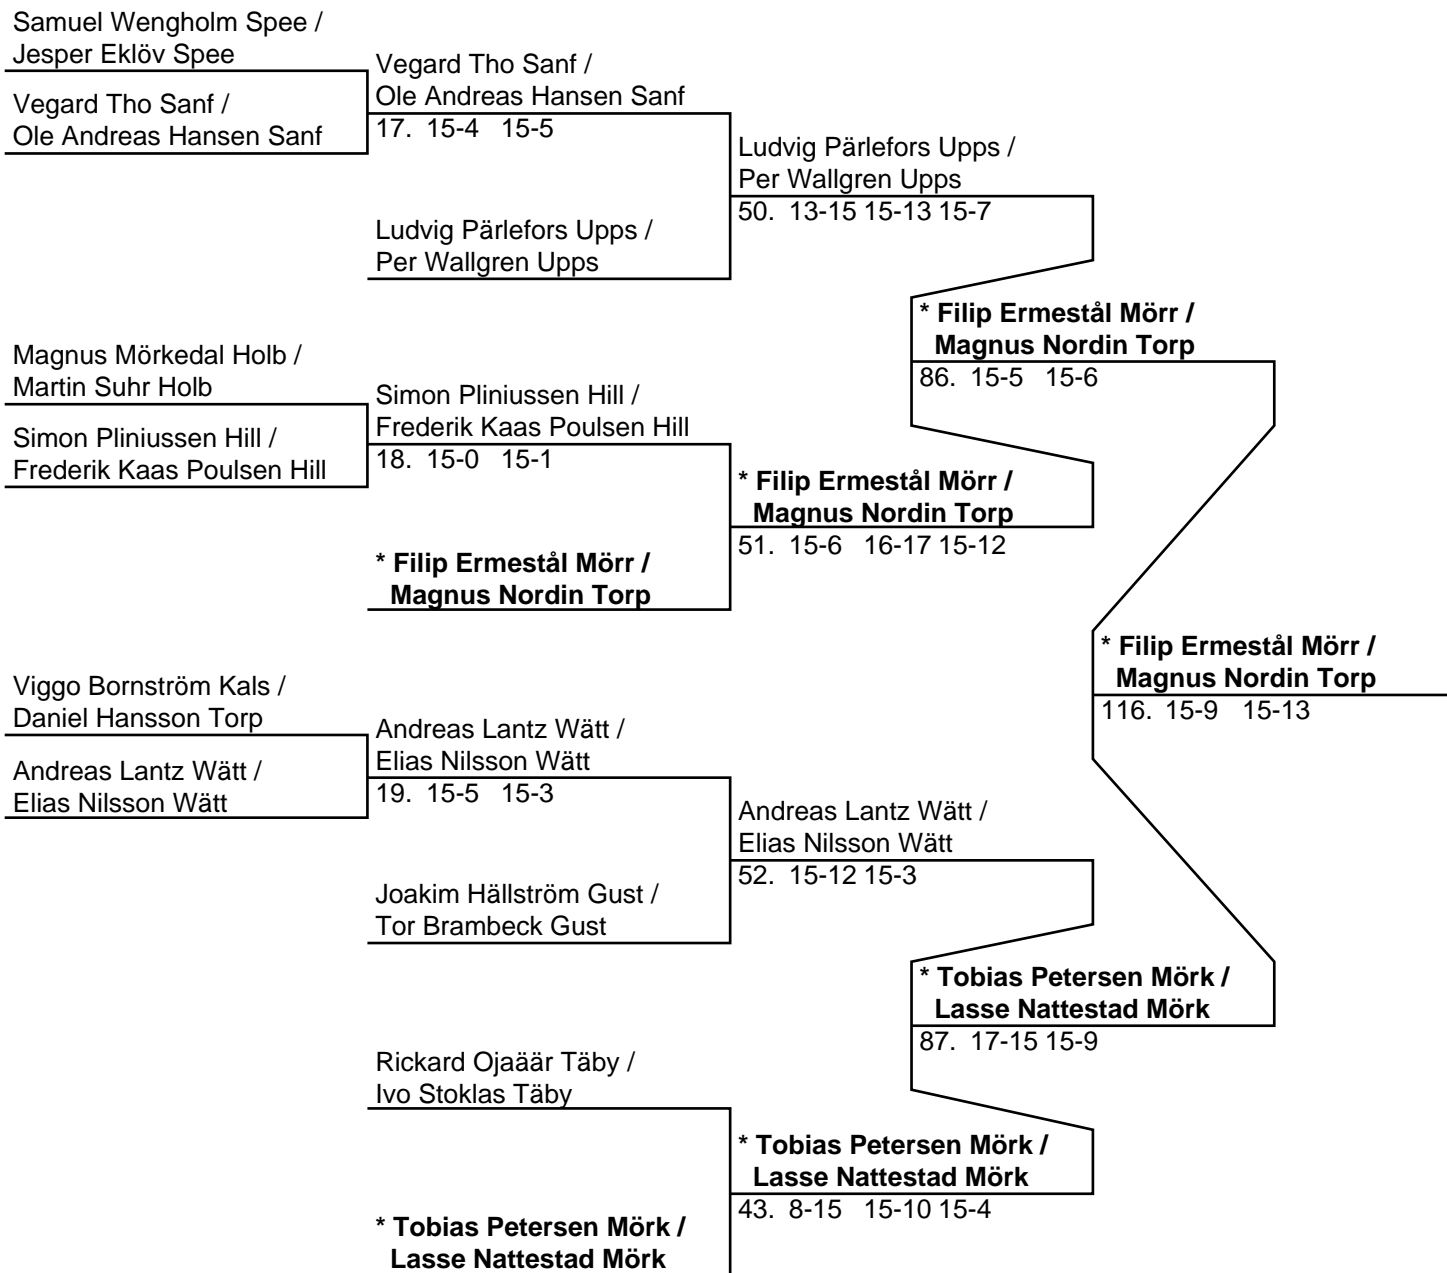 Samuel Wengholm Spee /
Jesper Eklöv Spee
Vegard Tho Sanf /
Ole Andreas Hansen Sanf
Vegard Tho Sanf /
Ole Andreas Hansen Sanf
17. 15-4 15-5
Ludvig Pärlefors Upps /
Per Wallgren Upps
Ludvig Pärlefors Upps /
Per Wallgren Upps
50. 13-15 15-13 15-7
Magnus Mörkedal Holb /
Martin Suhr Holb
Simon Pliniussen Hill /
Frederik Kaas Poulsen Hill
Simon Pliniussen Hill /
Frederik Kaas Poulsen Hill
18. 15-0 15-1
* Filip Ermestål Mörr /
Magnus Nordin Torp
* Filip Ermestål Mörr /
Magnus Nordin Torp
51. 15-6 16-17 15-12
* Filip Ermestål Mörr /
Magnus Nordin Torp
86. 15-5 15-6
Viggo Bornström Kals /
Daniel Hansson Torp
Andreas Lantz Wätt /
Elias Nilsson Wätt
Andreas Lantz Wätt /
Elias Nilsson Wätt
19. 15-5 15-3
Joakim Hällström Gust /
Tor Brambeck Gust
Andreas Lantz Wätt /
Elias Nilsson Wätt
52. 15-12 15-3
Rickard Ojaäär Täby /
Ivo Stoklas Täby
* Tobias Petersen Mörk /
Lasse Nattestad Mörk
* Tobias Petersen Mörk /
Lasse Nattestad Mörk
43. 8-15 15-10 15-4
* Tobias Petersen Mörk /
Lasse Nattestad Mörk
87. 17-15 15-9
* Filip Ermestål Mörr /
Magnus Nordin Torp
116. 15-9 15-13